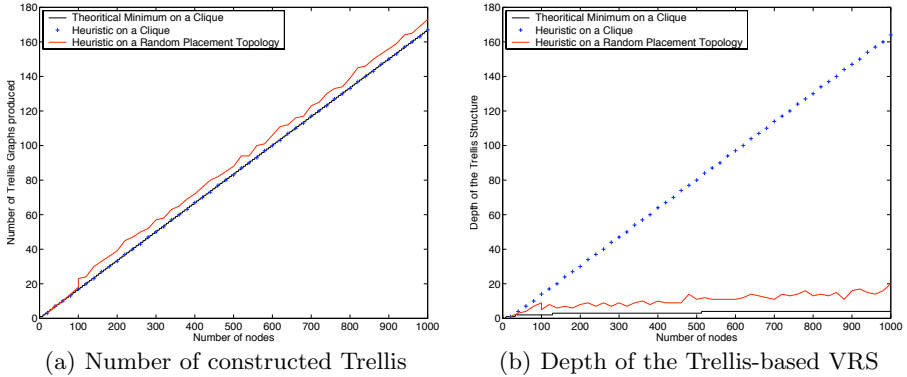 Theoritical Minimum on a Clique
Heuristic on a Clique
Heuristic on a Random Placement Topology
Number of Trellis Graphs produced
180
160
140
120
100
80
60
40
20
0
0 100 200 300 400 500 600 700 800 900 1000
Number of nodes
(a) Number of constructed Trellis
Theoritical Minimum on a Clique
Heuristic on a Clique
Heuristic on a Random Placement Topology
Depth of the Trellis Structure
180
160
140
120
100
80
60
40
20
0
0 100 200 300 400 500 600 700 800 900 1000
Number of nodes
(b) Depth of the Trellis-based VRS